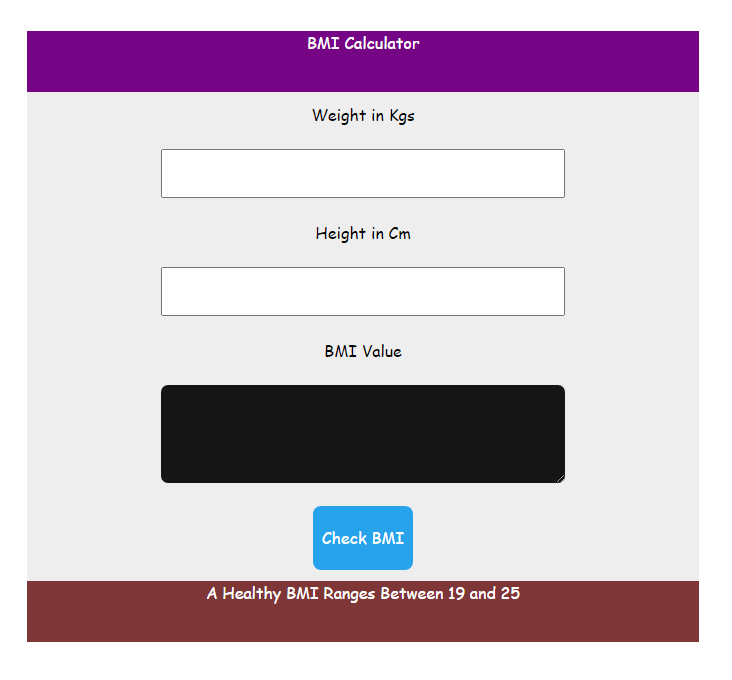 BMI Calculator
Weight in Kgs
Height in Cm
BMI Value
Check BMI
A Healthy BMI Ranges Between 19 and 25